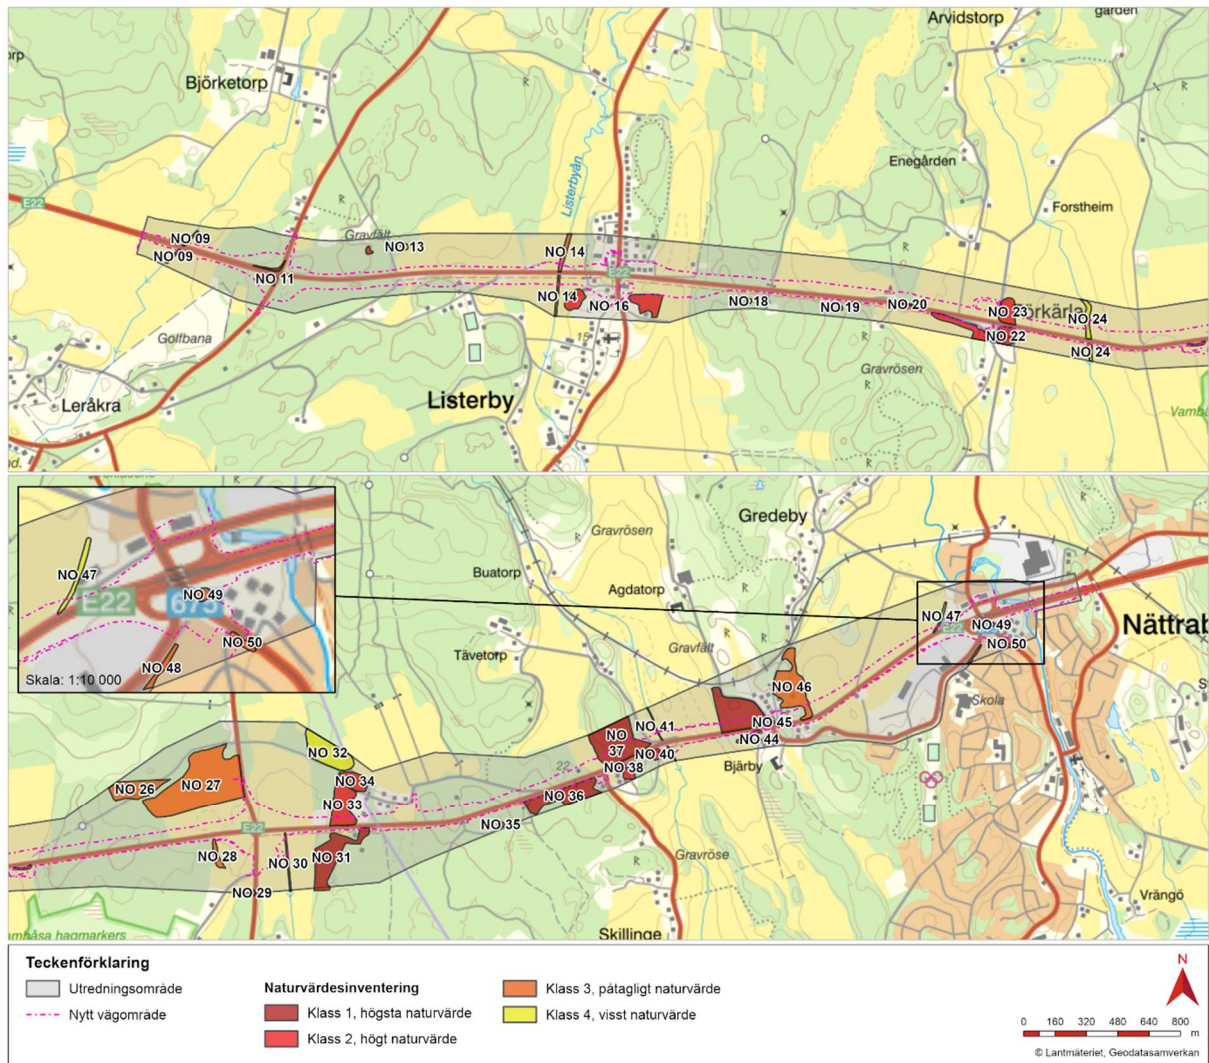 Arvidstorp
Björketorp
Enegården
Forstheim
Listerbyån
E22
Gravfält
NO 09
NO 09
NO 11
NO 13
NO 14
NO 14
NO 16
E22
NO 18
NO 19
NO 20
NO 23
NO 22
NO 24
NO 24
Golfbana
Gravrösen
15
Leråkra
Listerby
Gredeby
Gravrösen
Buatorp
Agdatorp
Gravfält
Tävetorp
NO 47
E22
NO 49
675
NO 50
NO 48
Skala: 1:10 000
NO 47
E22
NO 49
NO 50
Skola
NO 46
NO 45
NO 44
NO 41
NO 37
NO 40
NO 38
22
NO 36
NO 35
Bjärby
NO 32
NO 34
NO 33
NO 31
NO 26
NO 27
E22
NO 28
NO 30
NO 29
Gravröse
Vrängö
Skillinge
hagmarkers
Teckenförklaring
Utredningsområde
Nytt vägområde
Naturvärdesinventering
Klass 1, högsta naturvärde
Klass 2, högt naturvärde
Klass 3, påtagligt naturvärde
Klass 4, visst naturvärde
N
0 160 320 480 640 800
m
© Lantmäteriet, Geodatasamverkan